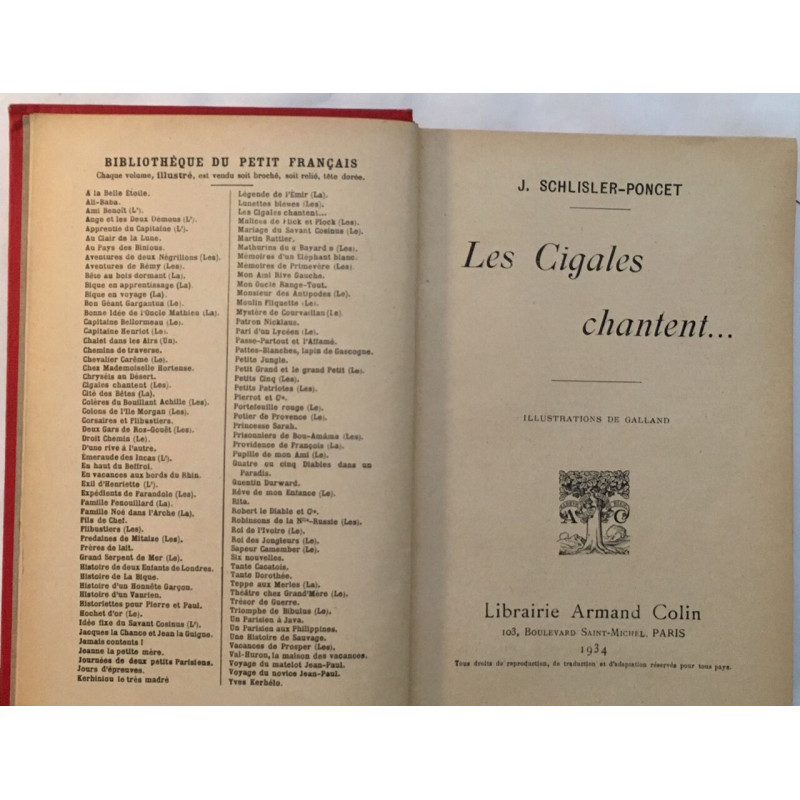 BIBLIOTHÈQUE DU PETIT FRANÇAIS
Chaque volume, illustré, est vendu soit broché, soit relié, tête dorée.
A la Belle Etoile.
Ali-Baba.
Ami Benoît (L').
Ange et les Deux Démons (L').
Apprentie du Capitaine (L').
Au Clair de la Lune.
Au Pays des Binious.
Aventures de deux Négrillons (Les).
Aventures de Rémy (Les).
Bête au bois dormant (La).
Bique en apprentissage (La)
Bique en voyage (La)
Bon Géant Gargantua (Le).
Bonne Idée de l'Oncle Mathieu (La)
Capitaine Bellormeau (Le).
Capitaine Henriot (Le).
Chalet dans les Airs (Un).
Chemins de traverse.
Chevalier Carême (Le).
Chez Mademoiselle Hortense.
Chryséis au Désert.
Cigales chantent (Les).
Cité des Bêtes (La).
Colères du Bouillant Achille (Les).
Colons de l'Ile Morgan (Les).
Corsaires et Flibustiers.
Deux Gars de Roz-Gouët (Les).
Droit Chemin (Le).
D'une rive à l'autre.
Emeraude des Incas (L').
En haut du Beffroi.
En vacances aux bords du Rhin.
Exil d'Henriette (L').
Expédients de Farandole (Les).
Famille Fenouillard (La).
Famille Noé dans l'Arche (La).
Fils de Chef.
Flibustiers (Les).
Fredaines de Mitaize (Les).
Frères de lait.
Grand Serpent de Mer (Le).
Histoire de deux Enfants de Londres.
Histoire de La Bique.
Histoire d'un Honnête Garçon.
Histoire d'un Vaurien.
Historiettes pour Pierre et Paul.
Hochet d'or (Le).
Idée fixe du Savant Cosinus (L').
Jacques la Chance et Jean la Guigne.
Jamais contents !
Jeanne la petite mère.
Journées de deux petits Parisiens.
Jours d'épreuves.
Kerbiniou le très madré
Légende de l'Émir (La).
Lunettes bleues (Les).
Les Cigales chantent...
Malices de Plick et Plock (Les).
Mariage du Savant Cosinus (Le).
Martin Rattler.
Mathurins du « Bayard » (Les).
Mémoires d'un Eléphant blanc.
Mémoires de Primevère (Les).
Mon Ami Rive Gauche.
Mon Oncle Range-Tout.
Monsieur des Antipodes (Le).
Moulin Fliquette (Le).
Mystère de Courvaillan (Le).
Patron Nicklaus.
Pari d'un Lycéen (Le).
Passe-Partout et l'Affamé.
Pattes-Blanches, lapin de Gascogne.
Petite Jungle.
Petit Grand et le grand Petit (Le).
Petits Cinq (Les).
Petits Patriotes (Les).
Pierrot et Cie.
Portefeuille rouge (Le).
Potier de Provence (Le).
Princesse Sarah.
Prisonniers de Bou-Amâma (Les).
Providence de François (La).
Pupille de mon Ami (Le).
Quatre ou cinq Diables dans un
Paradis.
Quentin Durward.
Rêve de mon Enfance (Le).
Rita.
Robert le Diable et Cie.
Robinsons de la Nlle-Russie (Les).
Roi de l'Ivoire (Le).
Roi des Jongleurs (Le).
Sapeur Camember (Le).
Six nouvelles.
Tante Cacatois.
Tante Dorothée.
Teppe aux Merles (La).
Théâtre chez Grand'Mère (Le).
Trésor de Guerre.
Triomphe de Bibulus (Le).
Un Parisien à Java.
Un Parisien aux Philippines.
Une Histoire de Sauvage.
Vacances de Prosper (Les).
Val-Huron, la maison des vacances.
Voyage du matelot Jean-Paul.
Voyage du novice Jean-Paul.
Yves Kerhélo.
J. SCHLISLER-PONCET
Les Cigales
chantent...
ILLUSTRATIONS DE GALLAND
A C
Librairie Armand Colin
103, BOULEVARD SAINT-MICHEL, PARIS
1934
Tous droits de reproduction, de traduction et d'adaptation réservés pour tous pays.